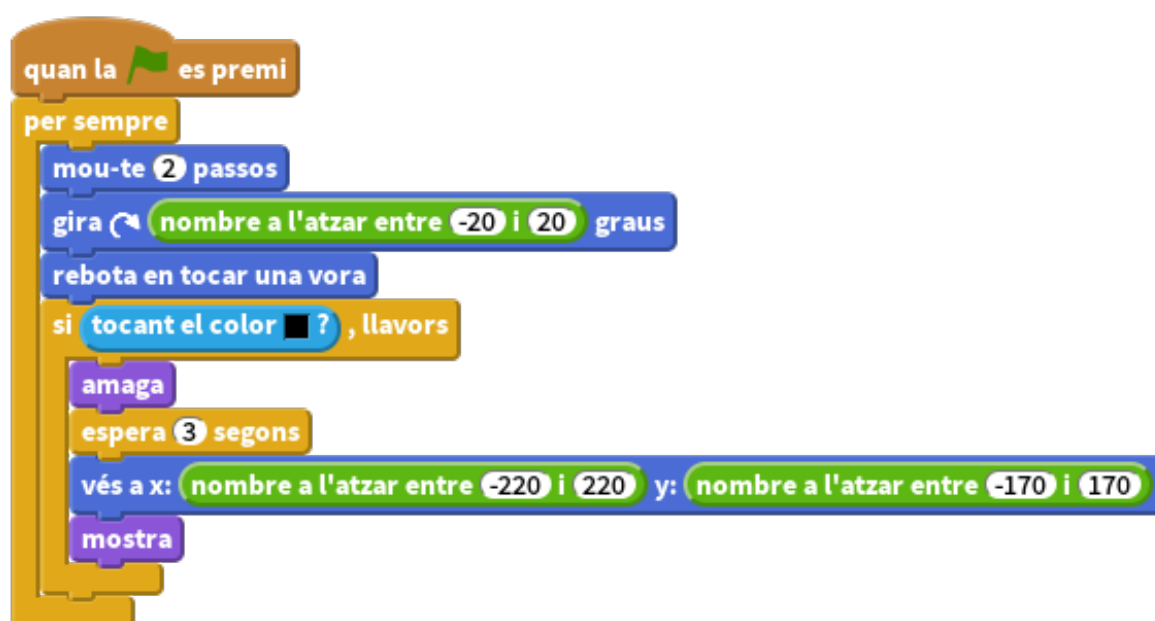 quan la es premi
per sempre
mou-te 2 passos
gira nombre a l'atzar entre -20 i 20 graus
rebota en tocar una vora
si tocant el color ? , llavors
amaga
espera 3 segons
vés a x: nombre a l'atzar entre -220 i 220 y: nombre a l'atzar entre -170 i 170
mostra